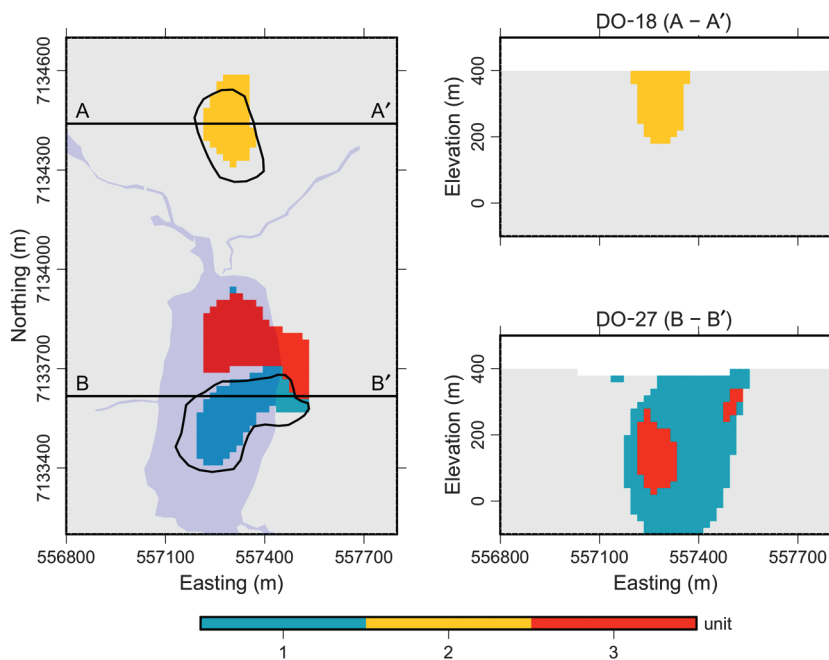 DO-18 (A – A′)
7134600
7134300
7134000
7133700
7133400
Northing (m)
A
A′
B
B′
556800
557100
557400
557700
Easting (m)
Elevation (m)
400
200
0
DO-27 (B – B′)
Elevation (m)
400
200
0
556800
557100
557400
557700
Easting (m)
unit
1
2
3